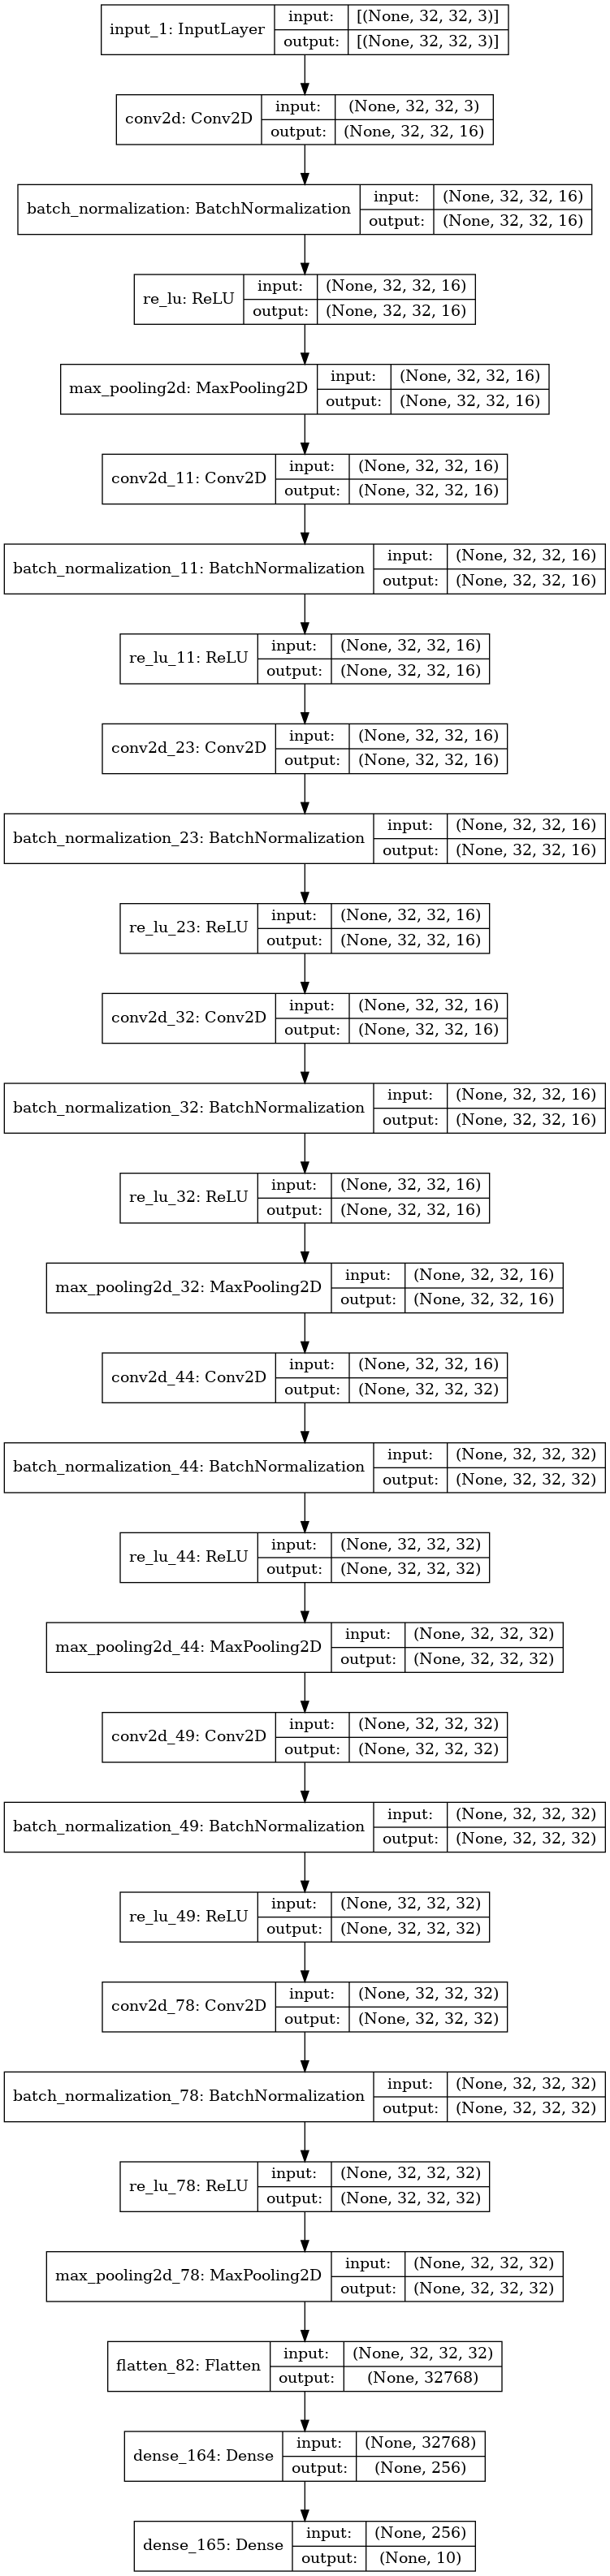 input_1: InputLayer
input:
[(None, 32, 32, 3)]
output:
[(None, 32, 32, 3)]
conv2d: Conv2D
input:
(None, 32, 32, 3)
output:
(None, 32, 32, 16)
batch_normalization: BatchNormalization
input:
(None, 32, 32, 16)
output:
(None, 32, 32, 16)
re_lu: ReLU
input:
(None, 32, 32, 16)
output:
(None, 32, 32, 16)
max_pooling2d: MaxPooling2D
input:
(None, 32, 32, 16)
output:
(None, 32, 32, 16)
conv2d_11: Conv2D
input:
(None, 32, 32, 16)
output:
(None, 32, 32, 16)
batch_normalization_11: BatchNormalization
input:
(None, 32, 32, 16)
output:
(None, 32, 32, 16)
re_lu_11: ReLU
input:
(None, 32, 32, 16)
output:
(None, 32, 32, 16)
conv2d_23: Conv2D
input:
(None, 32, 32, 16)
output:
(None, 32, 32, 16)
batch_normalization_23: BatchNormalization
input:
(None, 32, 32, 16)
output:
(None, 32, 32, 16)
re_lu_23: ReLU
input:
(None, 32, 32, 16)
output:
(None, 32, 32, 16)
conv2d_32: Conv2D
input:
(None, 32, 32, 16)
output:
(None, 32, 32, 16)
batch_normalization_32: BatchNormalization
input:
(None, 32, 32, 16)
output:
(None, 32, 32, 16)
re_lu_32: ReLU
input:
(None, 32, 32, 16)
output:
(None, 32, 32, 16)
max_pooling2d_32: MaxPooling2D
input:
(None, 32, 32, 16)
output:
(None, 32, 32, 16)
conv2d_44: Conv2D
input:
(None, 32, 32, 16)
output:
(None, 32, 32, 32)
batch_normalization_44: BatchNormalization
input:
(None, 32, 32, 32)
output:
(None, 32, 32, 32)
re_lu_44: ReLU
input:
(None, 32, 32, 32)
output:
(None, 32, 32, 32)
max_pooling2d_44: MaxPooling2D
input:
(None, 32, 32, 32)
output:
(None, 32, 32, 32)
conv2d_49: Conv2D
input:
(None, 32, 32, 32)
output:
(None, 32, 32, 32)
batch_normalization_49: BatchNormalization
input:
(None, 32, 32, 32)
output:
(None, 32, 32, 32)
re_lu_49: ReLU
input:
(None, 32, 32, 32)
output:
(None, 32, 32, 32)
conv2d_78: Conv2D
input:
(None, 32, 32, 32)
output:
(None, 32, 32, 32)
batch_normalization_78: BatchNormalization
input:
(None, 32, 32, 32)
output:
(None, 32, 32, 32)
re_lu_78: ReLU
input:
(None, 32, 32, 32)
output:
(None, 32, 32, 32)
max_pooling2d_78: MaxPooling2D
input:
(None, 32, 32, 32)
output:
(None, 32, 32, 32)
flatten_82: Flatten
input:
(None, 32, 32, 32)
output:
(None, 32768)
dense_164: Dense
input:
(None, 32768)
output:
(None, 256)
dense_165: Dense
input:
(None, 256)
output:
(None, 10)